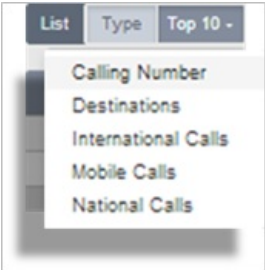 List Type Top 10 -
Calling Number
Destinations
International Calls
Mobile Calls
National Calls